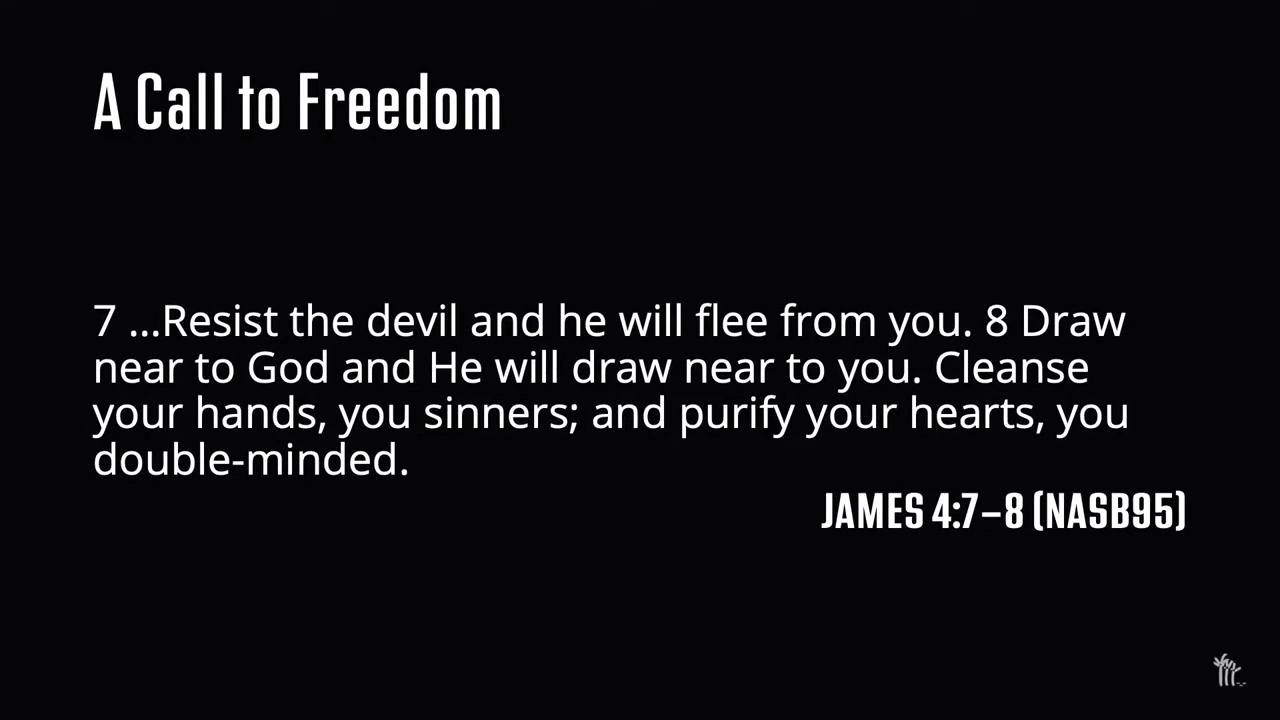 A Call to Freedom
7 ...Resist the devil and he will flee from you. 8 Draw
near to God and He will draw near to you. Cleanse
your hands, you sinners; and purify your hearts, you
double-minded.
JAMES 4:7–8 (NASB95)